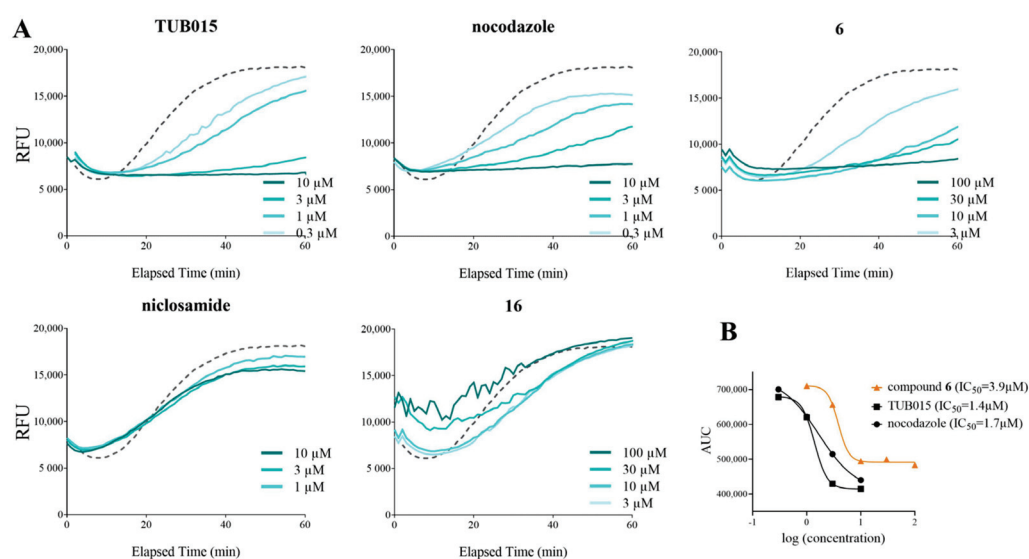 A
TUB015
20,000
15,000
10,000
5 000
0
RFU
0
20
40
60
10 µM
3 µM
1 µM
0.3 µM
Elapsed Time (min)
nocodazole
20,000
15,000
10,000
5 000
0
0
20
40
60
10 µM
3 µM
1 µM
0.3 µM
Elapsed Time (min)
6
20,000
15,000
10,000
5 000
0
0
20
40
60
100 µM
30 µM
10 µM
3 µM
Elapsed Time (min)
niclosamide
20,000
15,000
10,000
5 000
0
RFU
0
20
40
60
10 µM
3 µM
1 µM
Elapsed Time (min)
16
20,000
15,000
10,000
5 000
0
0
20
40
60
100 µM
30 µM
10 µM
3 µM
Elapsed Time (min)
B
700,000
600,000
500,000
400,000
AUC
-1
0
1
2
log (concentration)
compound 6 (IC50=3.9µM)
TUB015 (IC50=1.4µM)
nocodazole (IC50=1.7µM)